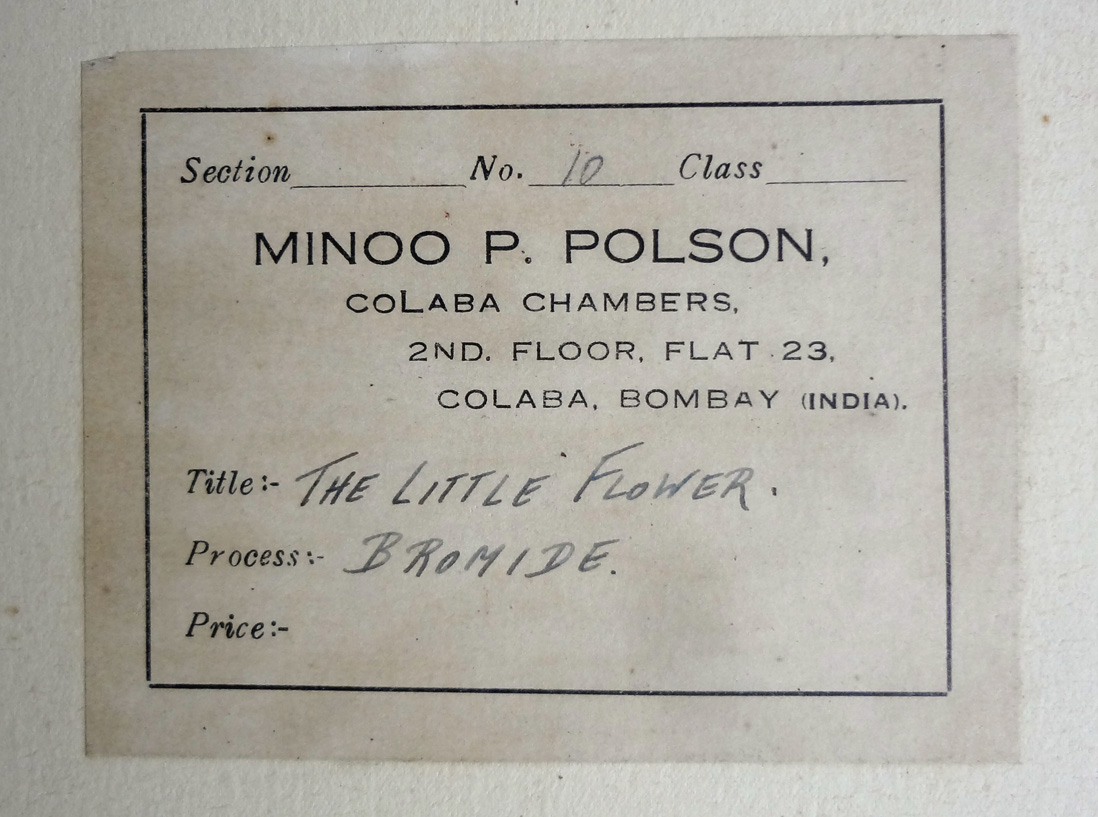 Section No. 10 Class
MINOO P. POLSON,
COLABA CHAMBERS,
2ND. FLOOR, FLAT 23,
COLABA, BOMBAY (INDIA).
Title:- THE LITTLE FLOWER.
Process:- BROMIDE.
Price:-